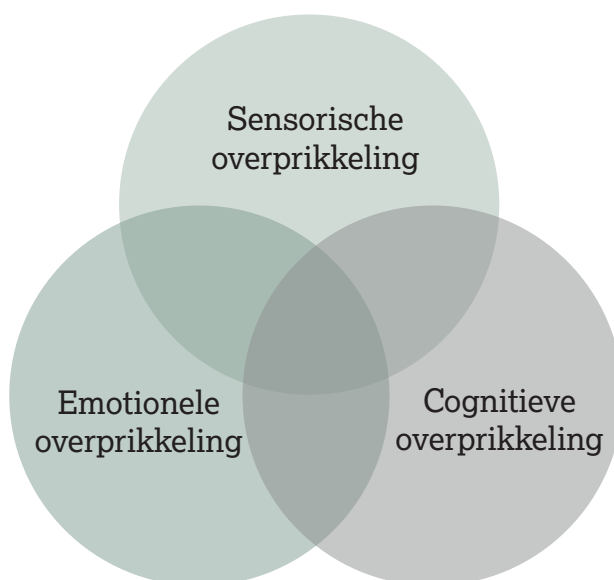 Sensorische
overprikkeling
Emotionele
overprikkeling
Cognitieve
overprikkeling